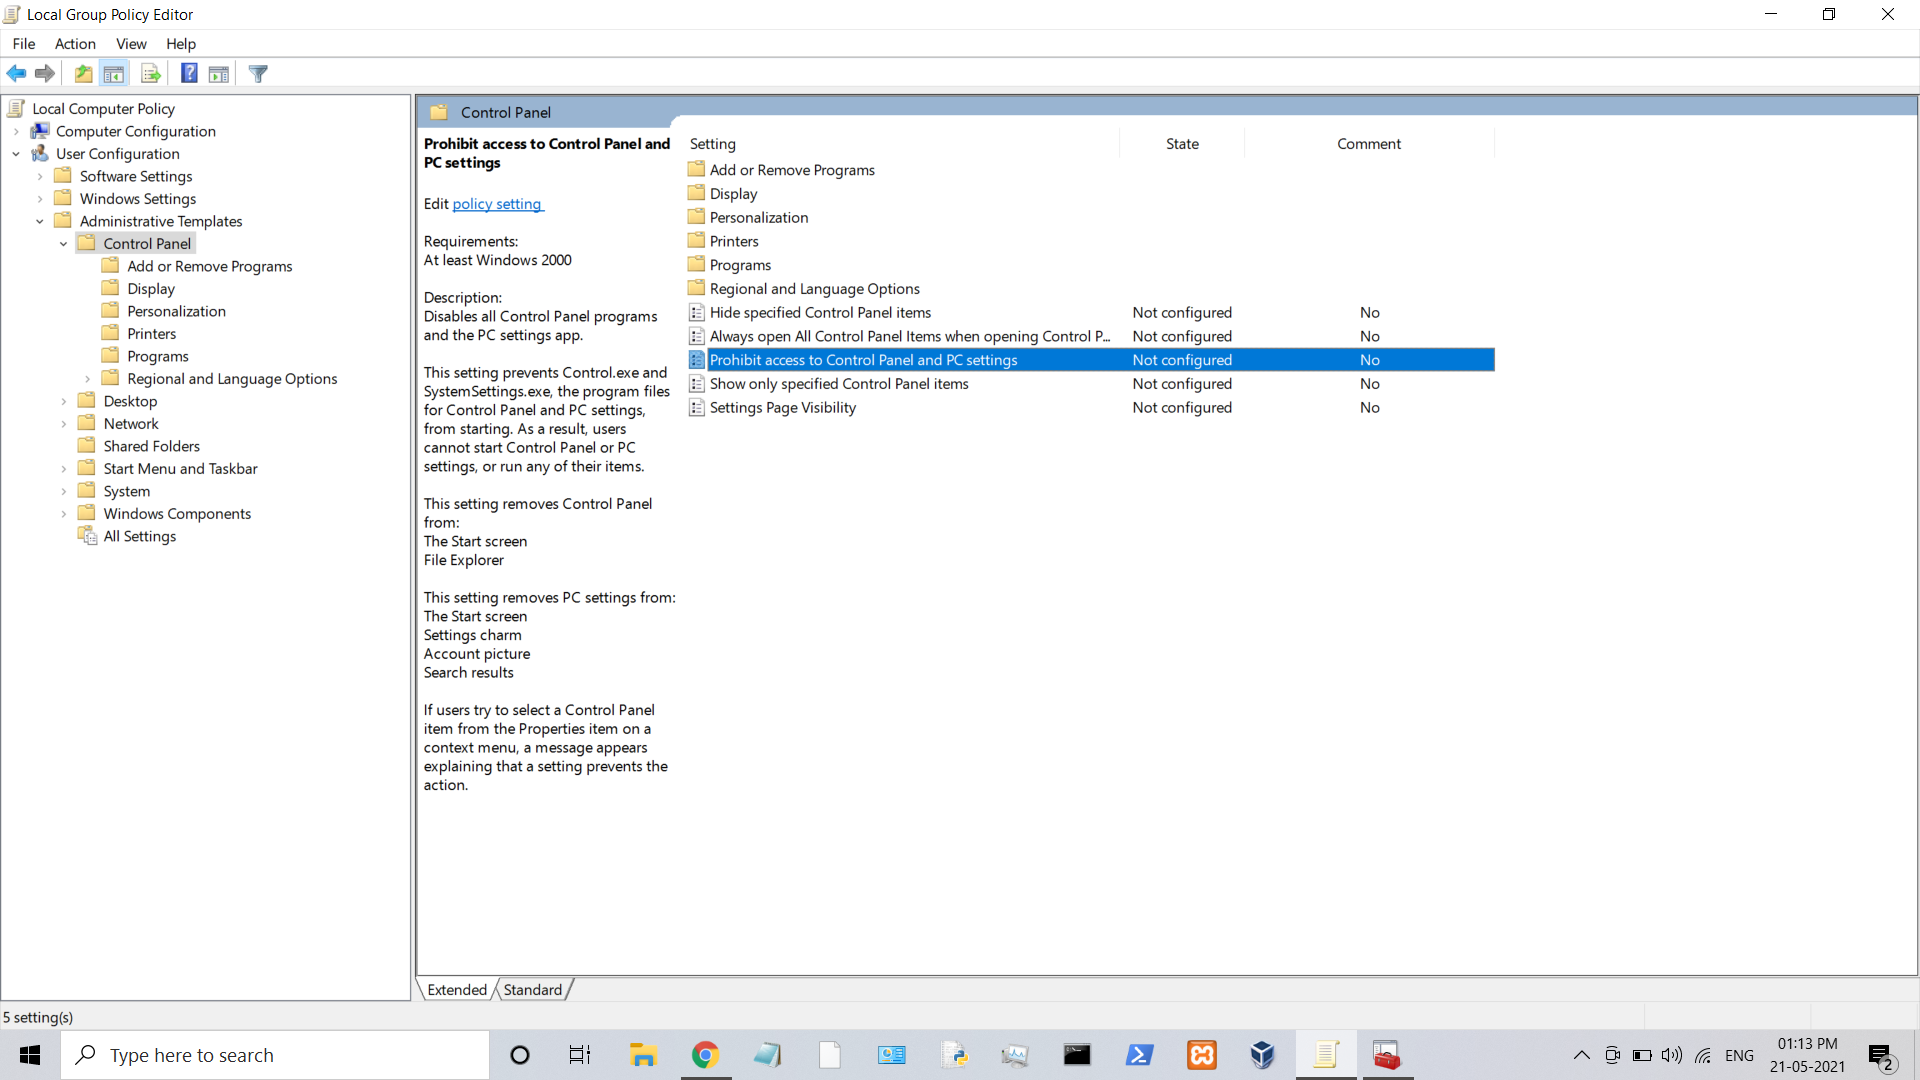 Local Group Policy Editor
File Action View Help
Local Computer Policy
Computer Configuration
User Configuration
Software Settings
Windows Settings
Administrative Templates
Control Panel
Add or Remove Programs
Display
Personalization
Printers
Programs
Regional and Language Options
Desktop
Network
Shared Folders
Start Menu and Taskbar
System
Windows Components
All Settings
Control Panel
Prohibit access to Control Panel and
PC settings
Edit policy setting
Requirements:
At least Windows 2000
Description:
Disables all Control Panel programs
and the PC settings app.
This setting prevents Control.exe and
SystemSettings.exe, the program files
for Control Panel and PC settings,
from starting. As a result, users
cannot start Control Panel or PC
settings, or run any of their items.
This setting removes Control Panel
from:
The Start screen
File Explorer
This setting removes PC settings from:
The Start screen
Settings charm
Account picture
Search results
If users try to select a Control Panel
item from the Properties item on a
context menu, a message appears
explaining that a setting prevents the
action.
Setting State Comment
Add or Remove Programs
Display
Personalization
Printers
Programs
Regional and Language Options
Hide specified Control Panel items Not configured No
Always open All Control Panel Items when opening Control P... Not configured No
Prohibit access to Control Panel and PC settings Not configured No
Show only specified Control Panel items Not configured No
Settings Page Visibility Not configured No
Extended Standard
5 setting(s)
Type here to search
ENG
01:13 PM
21-05-2021
2